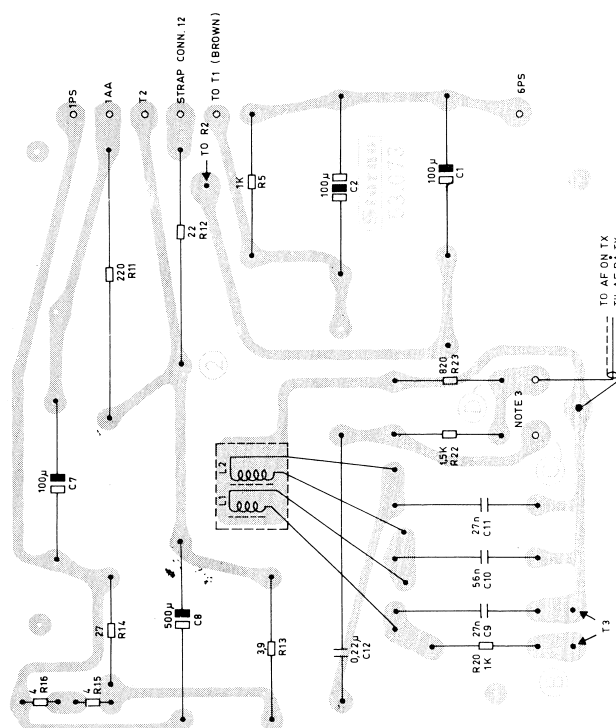 1PS
1AA
T2
STRAP CONN. 12
TO T1 (BROWN)
6PS
TO R2
220
R11
22
R12
1K
R5
100µ
C2
100µ
C1
TO AF ON TX
820
R23
NOTE 3
1,5K
R22
100µ
C7
L2
L1
27n
C11
56n
C10
27n
C9
R20
1K
T3
0,22µ
C12
500µ
C8
3,9
R13
27
R14
4
R16
4
R15
2